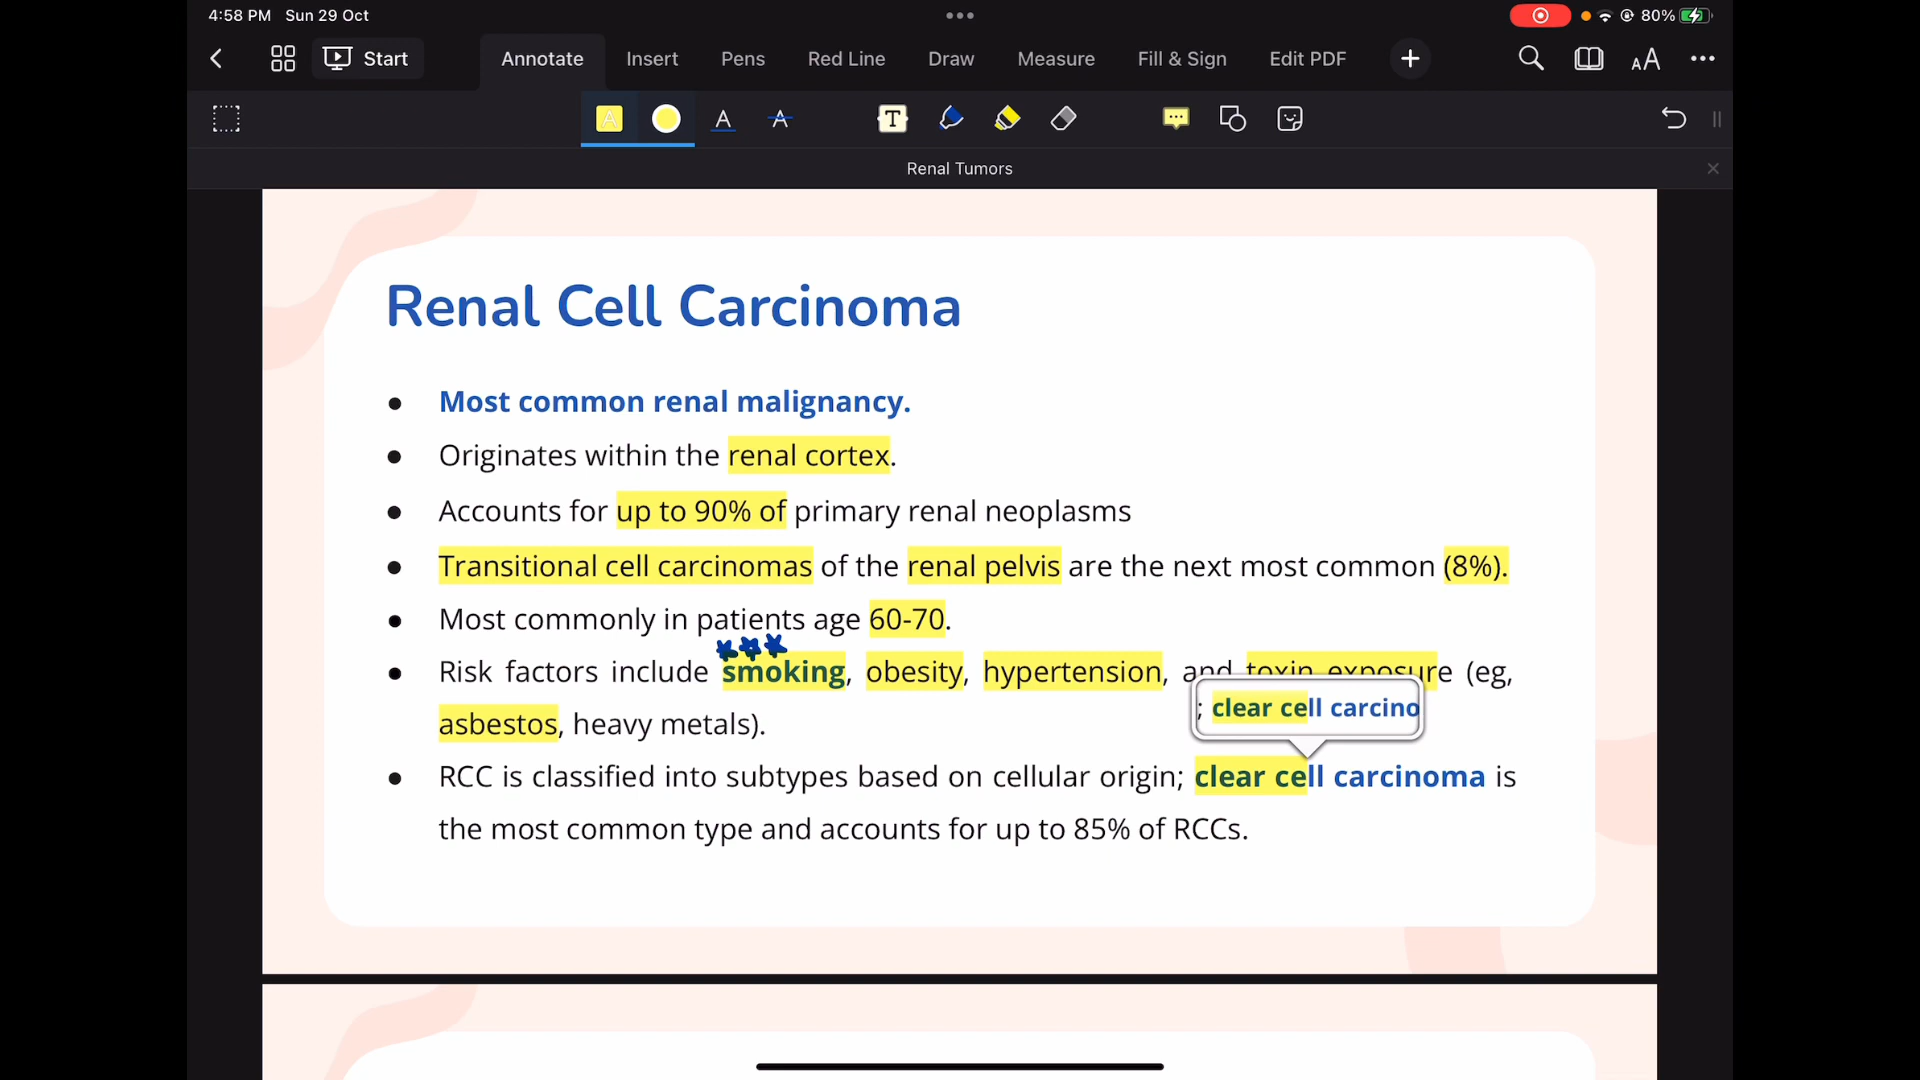 4:58 PM Sun 29 Oct
80%
Start
Annotate Insert Pens Red Line Draw Measure Fill & Sign Edit PDF
Renal Tumors
Renal Cell Carcinoma
Most common renal malignancy.
Originates within the renal cortex.
Accounts for up to 90% of primary renal neoplasms
Transitional cell carcinomas of the renal pelvis are the next most common (8%).
Most commonly in patients age 60-70.
Risk factors include smoking, obesity, hypertension, and toxin exposure (eg,
; clear cell carcino
asbestos, heavy metals).
RCC is classified into subtypes based on cellular origin; clear cell carcinoma is
the most common type and accounts for up to 85% of RCCs.